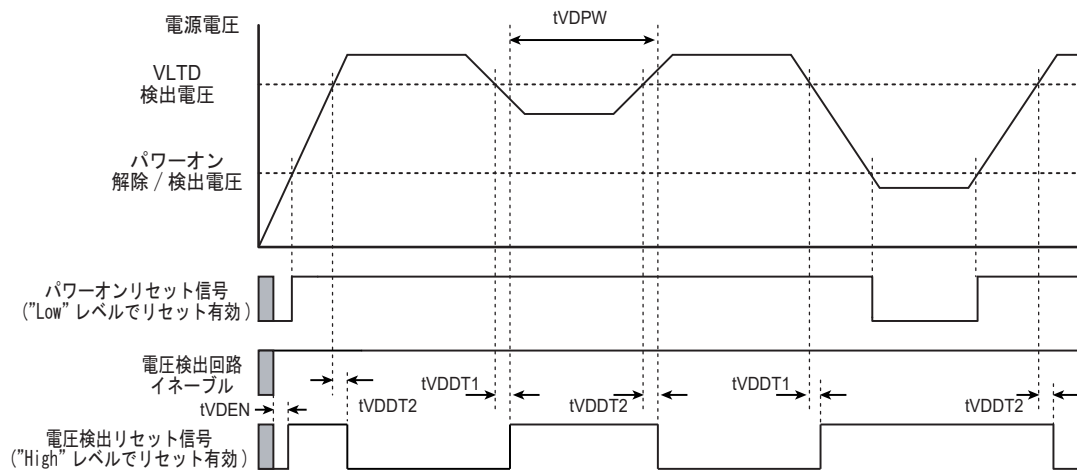 電源電圧
tVDPW
VLTD
検出電圧
パワーオン
解除 / 検出電圧
パワーオンリセット信号
("Low" レベルでリセット有効 )
電圧検出回路
イネーブル
tVDEN
tVDDT2
tVDDT1
tVDDT2
tVDDT1
tVDDT2
電圧検出リセット信号
("High" レベルでリセット有効 )